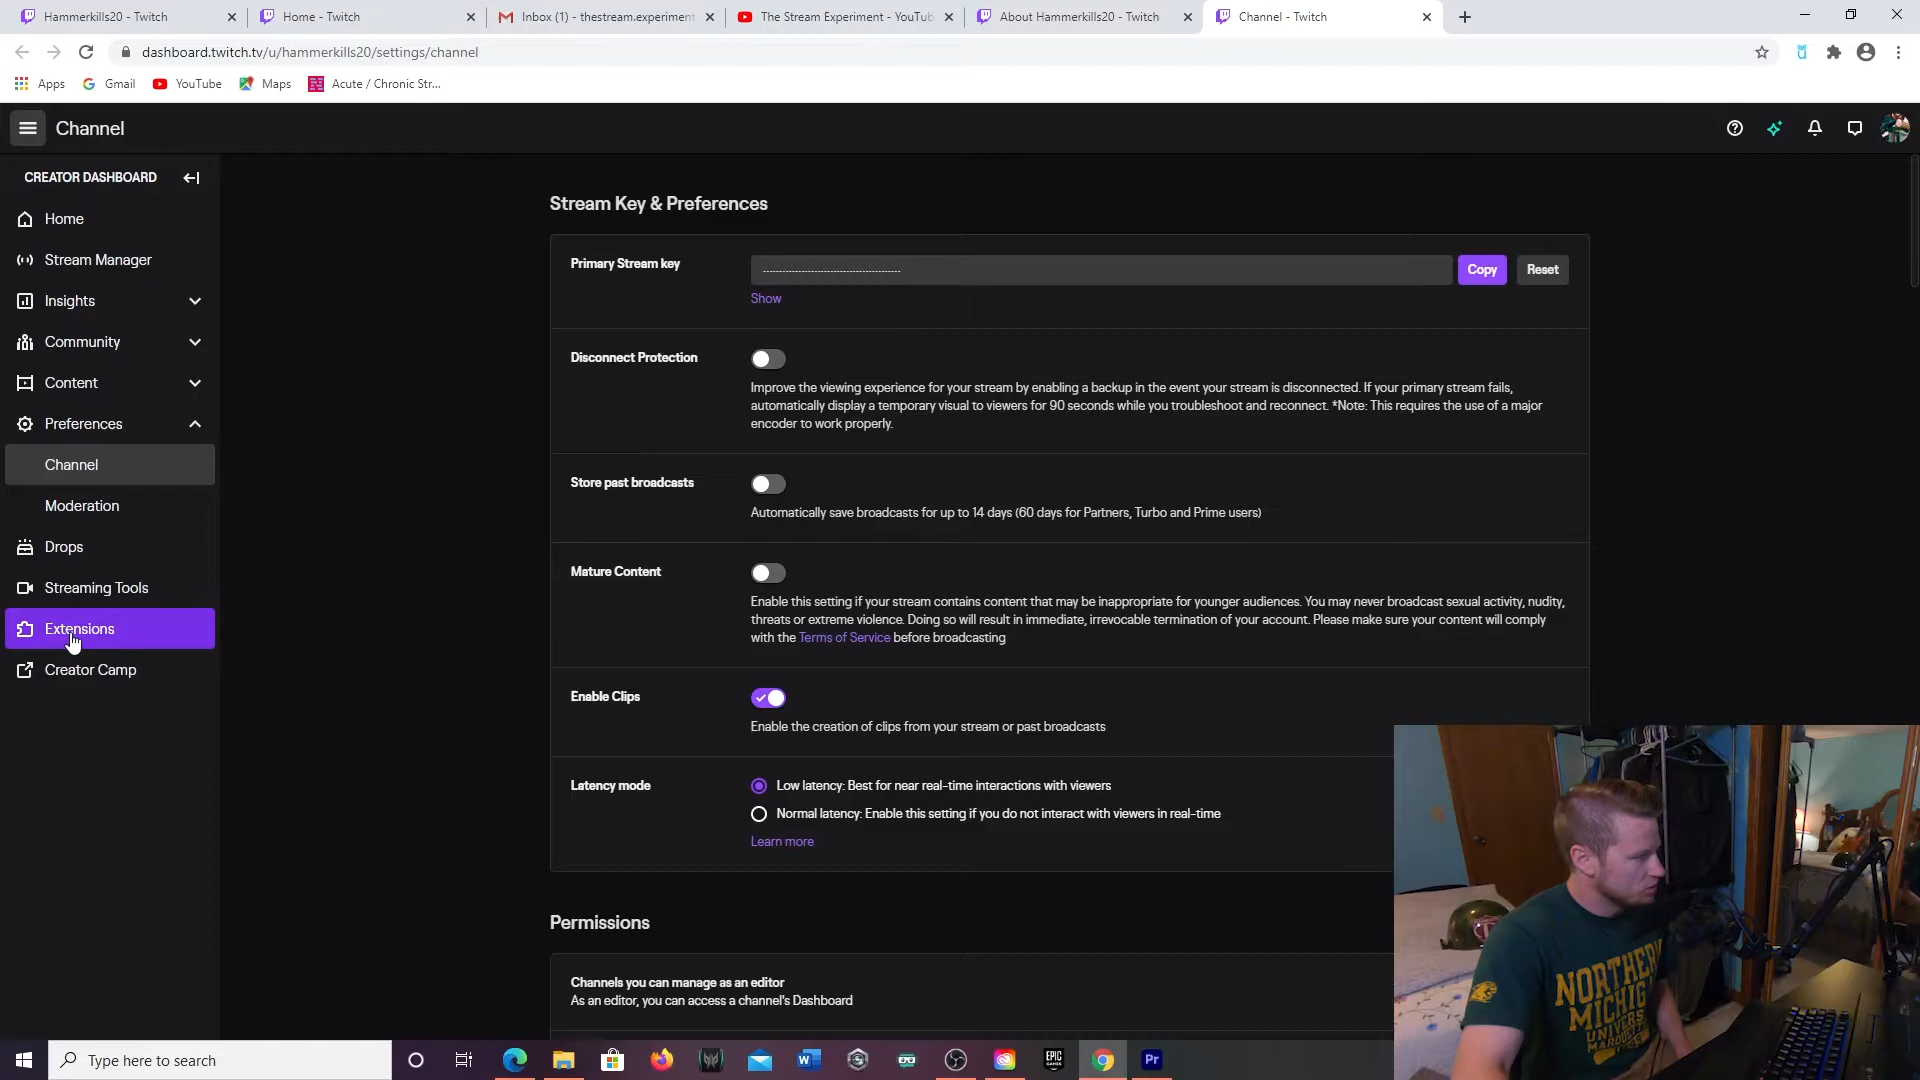 Hammerkills20 - Twitch
Home - Twitch
Inbox (1) - thestream.experiment
The Stream Experiment - YouTub
About Hammerkills20 - Twitch
Channel - Twitch
dashboard.twitch.tv/u/hammerkills20/settings/channel
Apps
Gmail
YouTube
Maps
Acute / Chronic Str...
Channel
CREATOR DASHBOARD
Home
Stream Manager
Insights
Community
Content
Preferences
Channel
Moderation
Drops
Streaming Tools
Extensions
Creator Camp
Stream Key & Preferences
Primary Stream key
Copy
Reset
Show
Disconnect Protection
Improve the viewing experience for your stream by enabling a backup in the event your stream is disconnected. If your primary stream fails,
automatically display a temporary visual to viewers for 90 seconds while you troubleshoot and reconnect. *Note: This requires the use of a major
encoder to work properly.
Store past broadcasts
Automatically save broadcasts for up to 14 days (60 days for Partners, Turbo and Prime users)
Mature Content
Enable this setting if your stream contains content that may be inappropriate for younger audiences. You may never broadcast sexual activity, nudity,
threats or extreme violence. Doing so will result in immediate, irrevocable termination of your account. Please make sure your content will comply
with the Terms of Service before broadcasting
Enable Clips
Enable the creation of clips from your stream or past broadcasts
Latency mode
Low latency: Best for near real-time interactions with viewers
Normal latency: Enable this setting if you do not interact with viewers in real-time
Learn more
Permissions
Channels you can manage as an editor
As an editor, you can access a channel's Dashboard
NORTHER
MICHIG
UNIVERS
Type here to search
W
EPIC
GAMES
Pr